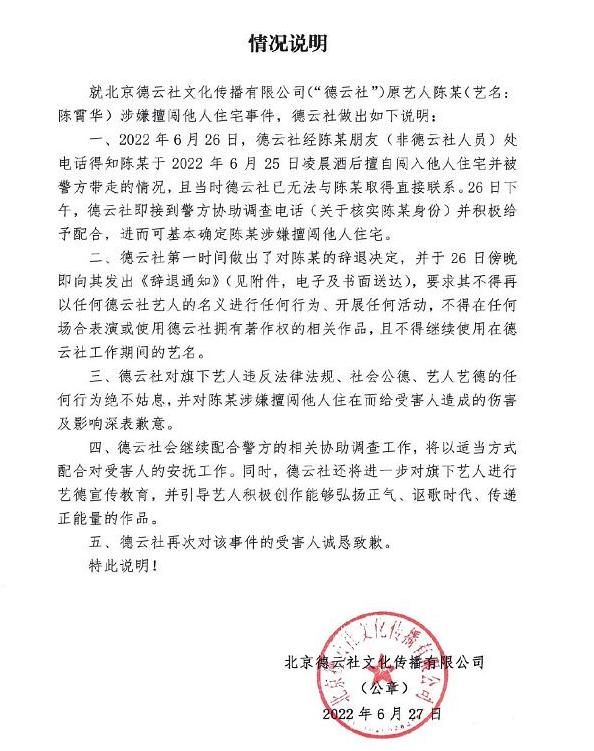 情况说明
就北京德云社文化传播有限公司(“德云社”)原艺人陈某(艺名:
陈霄华)涉嫌擅闯他人住宅事件，德云社做出如下说明:
一、2022年6月26日，德云社经陈某朋友(非德云社人员)处
电话得知陈某于2022年6月25日凌晨酒后擅自闯入他人住宅并被
警方带走的情况,且当时德云社已无法与陈某取得直接联系。26日下
午，德云社即接到警方协助调查电话(关于核实陈某身份)并积极给
予配合，进而可基本确定陈某涉嫌擅闯他人住宅。
二、德云社第一时间做出了对陈某的辞退决定，并于26日傍晚
即向其发出《辞退通知》(见附件，电子及书面送达)，要求其不得再
以任何德云社艺人的名义进行任何行为、开展任何活动，不得在任何
场合表演或使用德云社拥有著作权的相关作品，且不得继续使用在德
云社工作期间的艺名。
三、德云社对旗下艺人违反法律法规、社会公德、艺人艺德的任
何行为绝不姑息，并对陈某涉嫌擅闯他人住在而给受害人造成的伤害
及影响深表歉意。
四、德云社会继续配合警方的相关协助调查工作，将以适当方式
配合对受害人的安抚工作。同时，德云社还将进一步对旗下艺人进行
艺德宣传教育，并引导艺人积极创作能够弘扬正气、讴歌时代、传递
正能量的作品。
五、德云社再次对该事件的受害人诚恳致歉。
特此说明!
北京德云社文化传播有限公司
(公章)
2022年6月27日
北京德云社文化传播有限公司